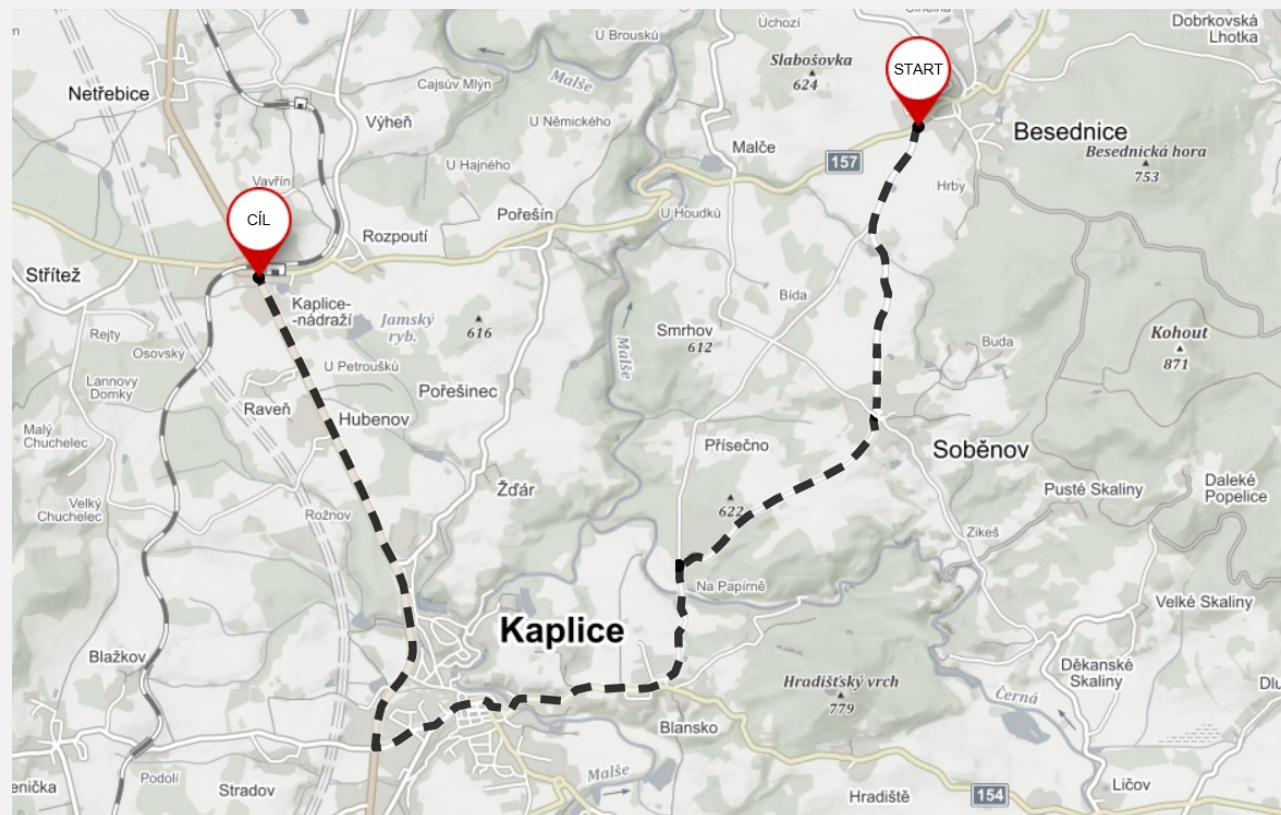 U Brousků
Úchozí
Slabošovka
624
START
Dobrkovská
Lhotka
Netřebice
Cajsův Mlýn
Malše
Výheň
U Německého
Malče
157
Besednice
Besednická hora
753
U Hajného
Vavřín
Hrby
CÍL
Pořešín
U Houdků
Rozpoutí
Střítež
Kaplice-
-nádraží
Bída
Jamský
ryb.
616
Smrhov
612
Malše
Kohout
871
Rejty
Osovský
Buda
U Petroušků
Lannovy
Domky
Pořešinec
Raveň
Hubenov
Malý
Chuchelec
Přísečno
Soběnov
Žďár
Pusté Skaliny
Daleké
Popelice
Velký
Chuchelec
Rožnov
622
Zikeš
Na Papírně
Velké Skaliny
Kaplice
Blažkov
Děkanské
Skaliny
Hradišťský vrch
779
Černá
Dlu
Blansko
Podolí
Malše
enička
Stradov
Hradiště
154
Ličov